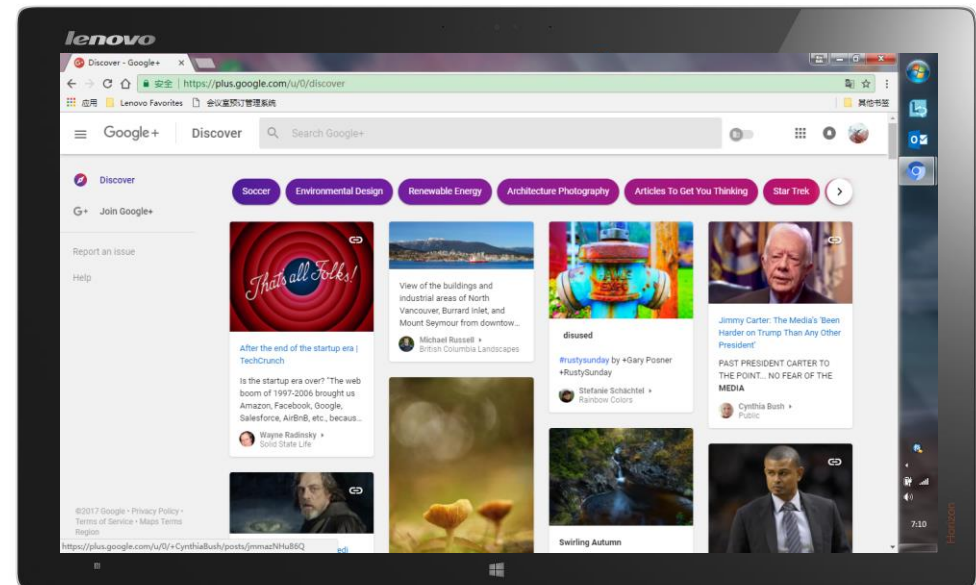 lenovo
Discover - Google+
安全 | https://plus.google.com/u/0/discover
应用 Lenovo Favorites 会议室预订管理系统 其他书签
Google+ Discover Search Google+
Discover
G+ Join Google+
Report an issue
Help
Soccer Environmental Design Renewable Energy Architecture Photography Articles To Get You Thinking Star Trek
That's all Folks!
After the end of the startup era |
TechCrunch
Is the startup era over? "The web
boom of 1997-2006 brought us
Amazon, Facebook, Google,
Salesforce, AirBnB, etc., becaus...
Wayne Radinsky
Solid State Life
View of the buildings and
industrial areas of North
Vancouver, Burrard Inlet, and
Mount Seymour from downtow...
Michael Russell
British Columbia Landscapes
disused
#rustysunday by +Gary Posner
+RustySunday
Stefanie Schächtel
Rainbow Colors
Jimmy Carter: The Media's 'Been
Harder on Trump Than Any Other
President'
PAST PRESIDENT CARTER TO
THE POINT... NO FEAR OF THE
MEDIA
Cynthia Bush
Public
Swirling Autumn
©2017 Google • Privacy Policy •
Terms of Service • Maps Terms
Region
https://plus.google.com/u/0/+CynthiaBush/posts/jmmazNHu86Q
edi
7:10
Horizon